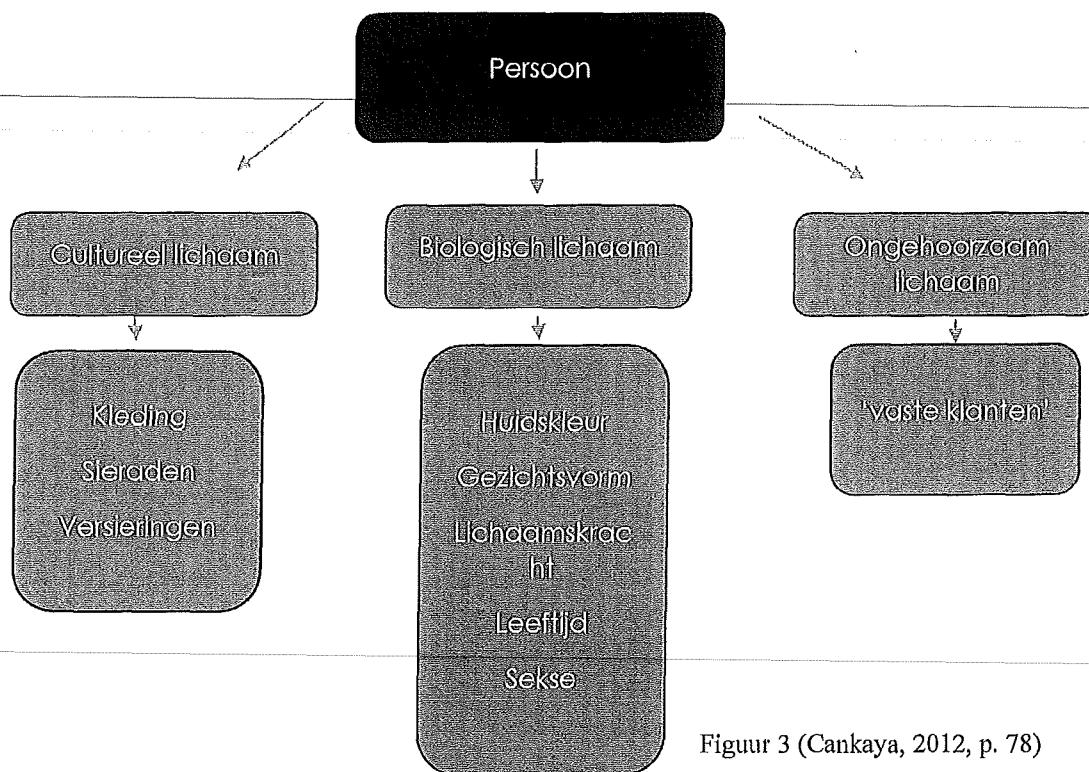 Persoon
Cultureel lichaam
Biologisch lichaam
Ongehoorzaam
lichaam
Kleding
Sieraden
Versieringen
Huidskleur
Gezichtsvorm
Lichaamskrac
ht
Leeftijd
Sekse
"vaste klanten"
Figuur 3 (Cankaya, 2012, p. 78)